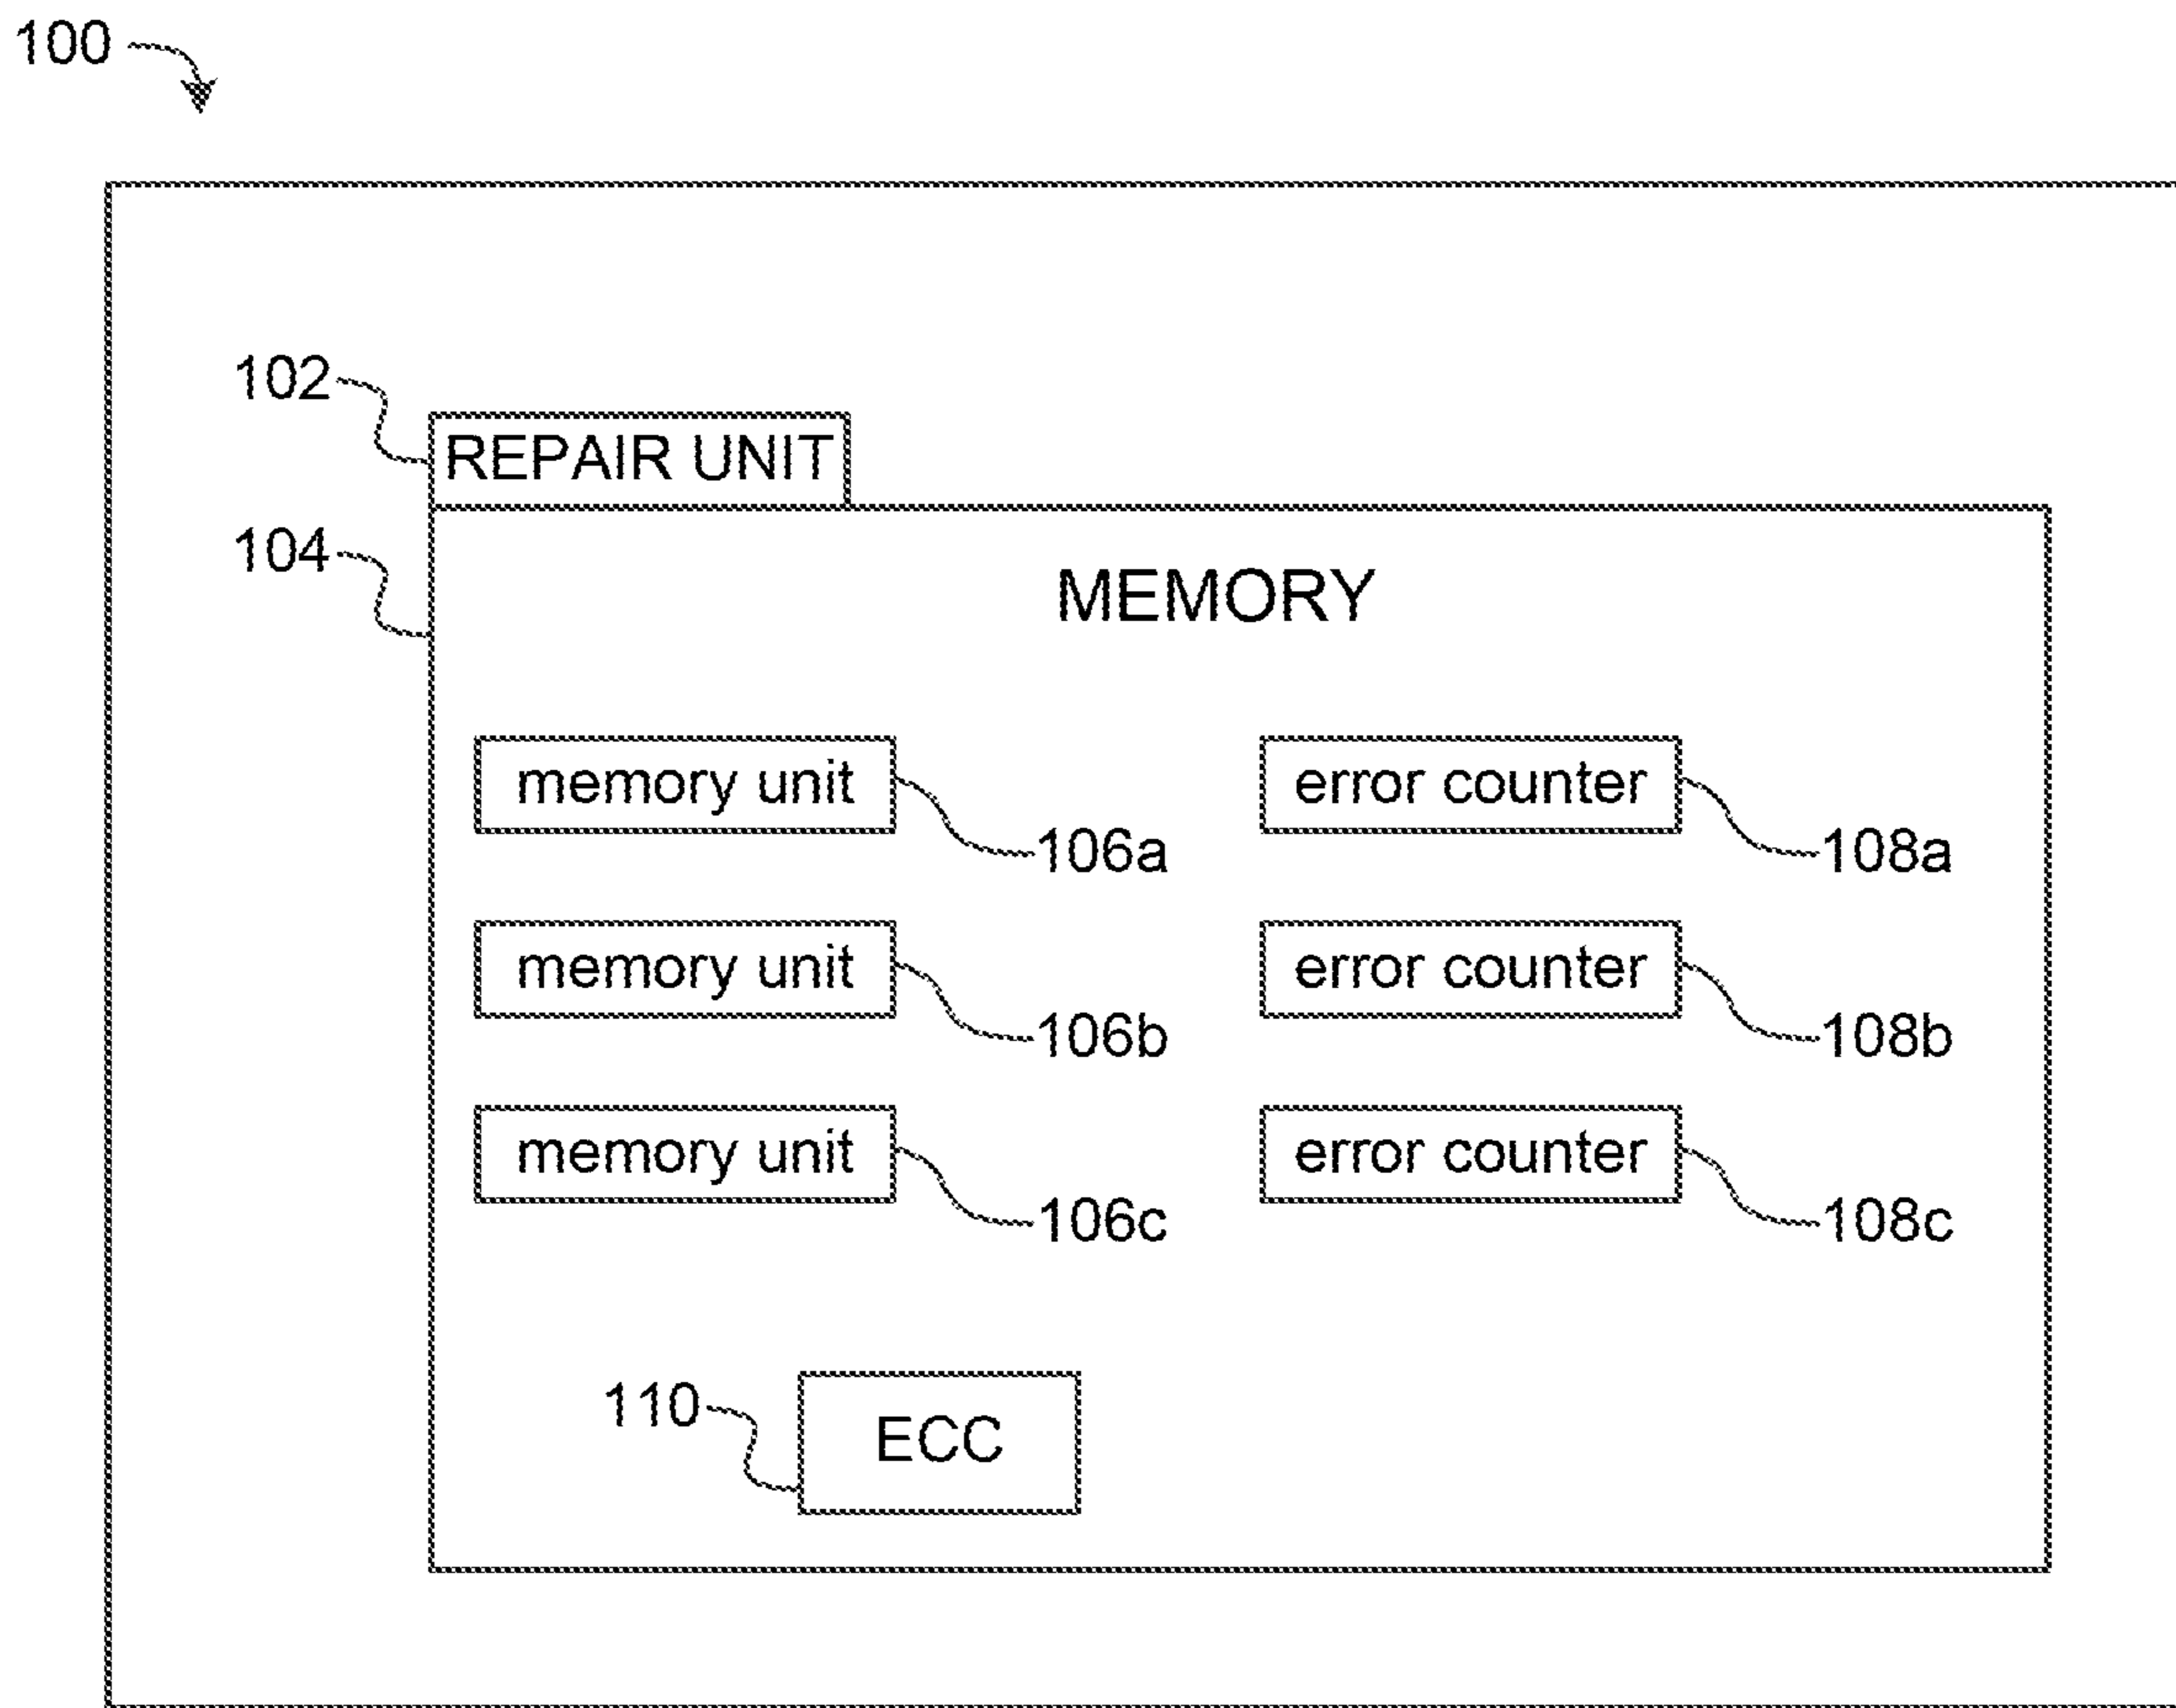 100
102
REPAIR UNIT
104
MEMORY
memory unit
error counter
106a
108a
memory unit
error counter
106b
108b
memory unit
error counter
106c
108c
110
ECC